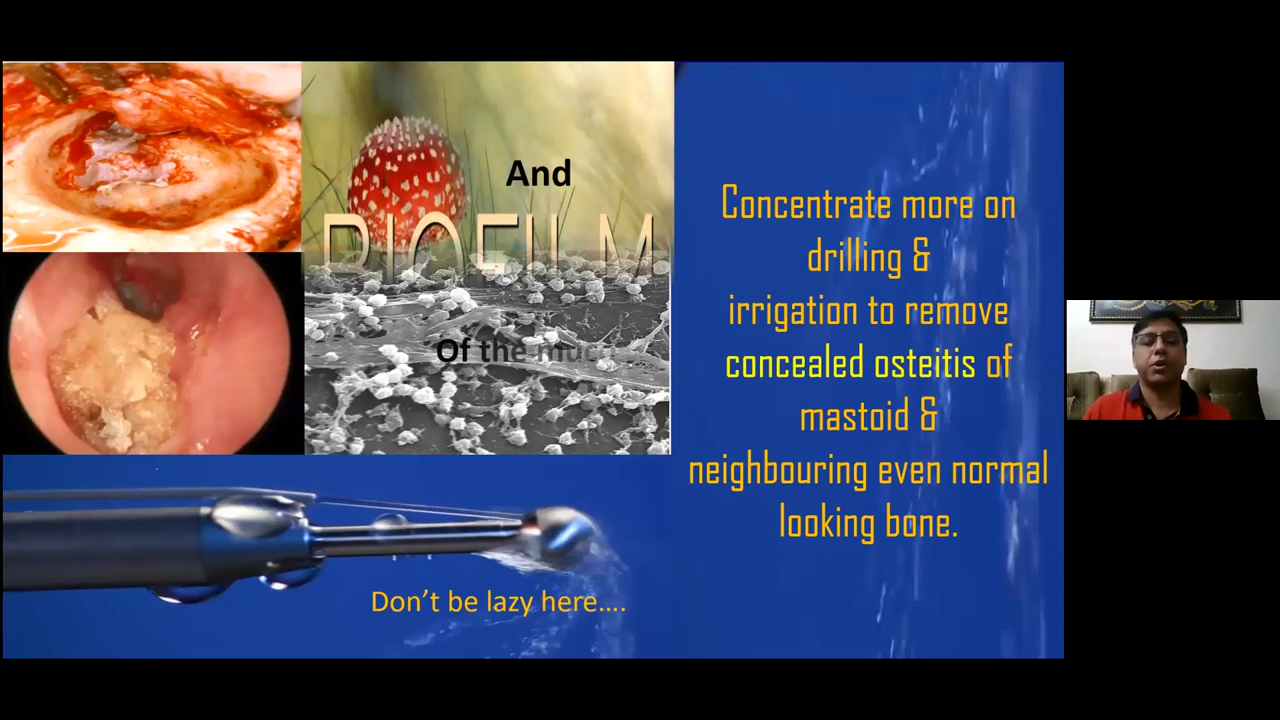 And
BIOFILM
Of the
Concentrate more on
drilling &
irrigation to remove
concealed osteitis of
mastoid &
neighbouring even normal
looking bone.
Don't be lazy here....